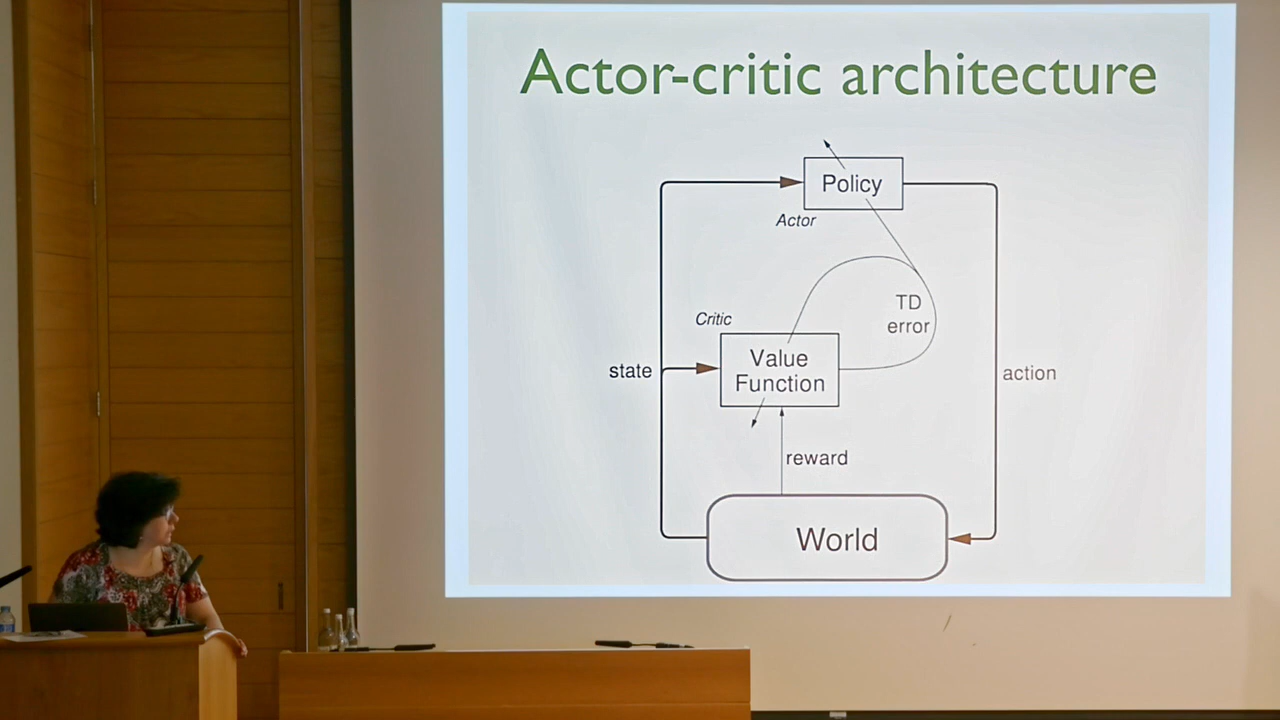 Actor-critic architecture
Policy
Actor
TD
error
Critic
Value
Function
state
action
reward
World